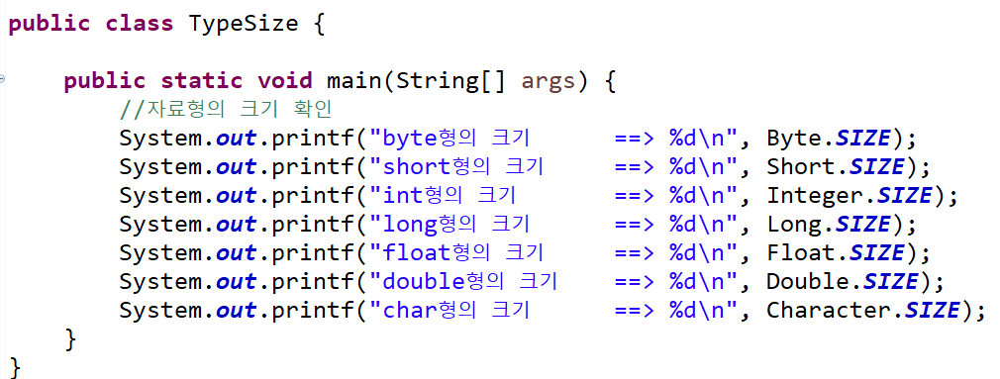 public class TypeSize {
public static void main(String[] args) {
//자료형의 크기 확인
System.out.printf("byte형의 크기      ==> %d\n", Byte.SIZE);
System.out.printf("short형의 크기     ==> %d\n", Short.SIZE);
System.out.printf("int형의 크기       ==> %d\n", Integer.SIZE);
System.out.printf("long형의 크기      ==> %d\n", Long.SIZE);
System.out.printf("float형의 크기     ==> %d\n", Float.SIZE);
System.out.printf("double형의 크기    ==> %d\n", Double.SIZE);
System.out.printf("char형의 크기      ==> %d\n", Character.SIZE);
}
}